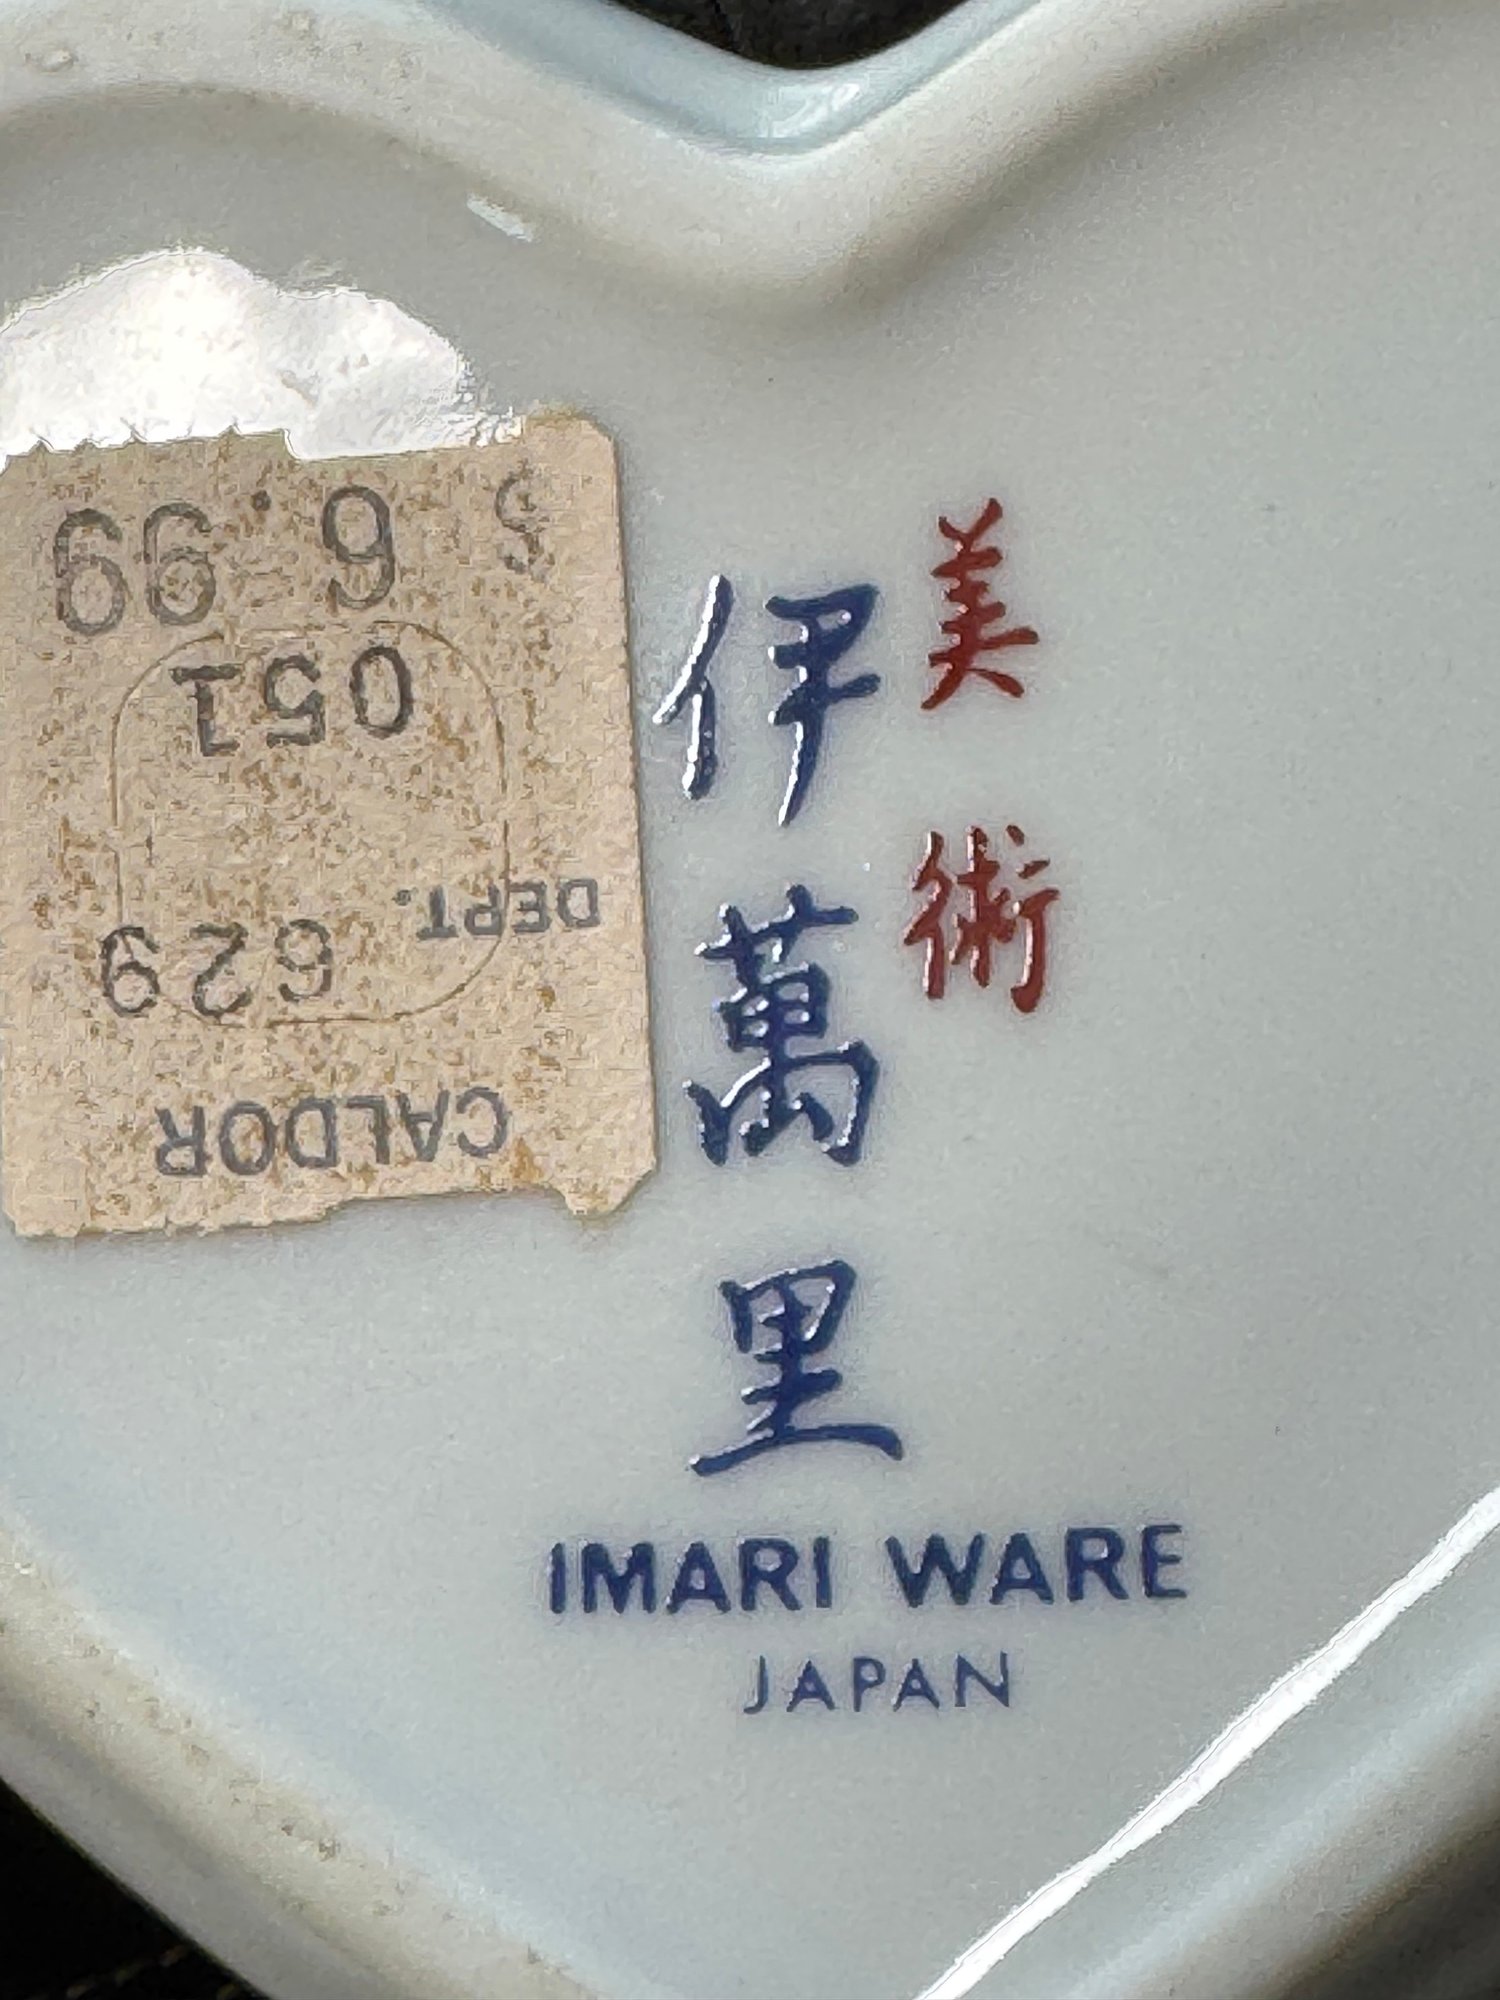 美術
伊萬里
IMARI WARE
JAPAN
CALDOR
DEPT. 629
051
$ 6.99